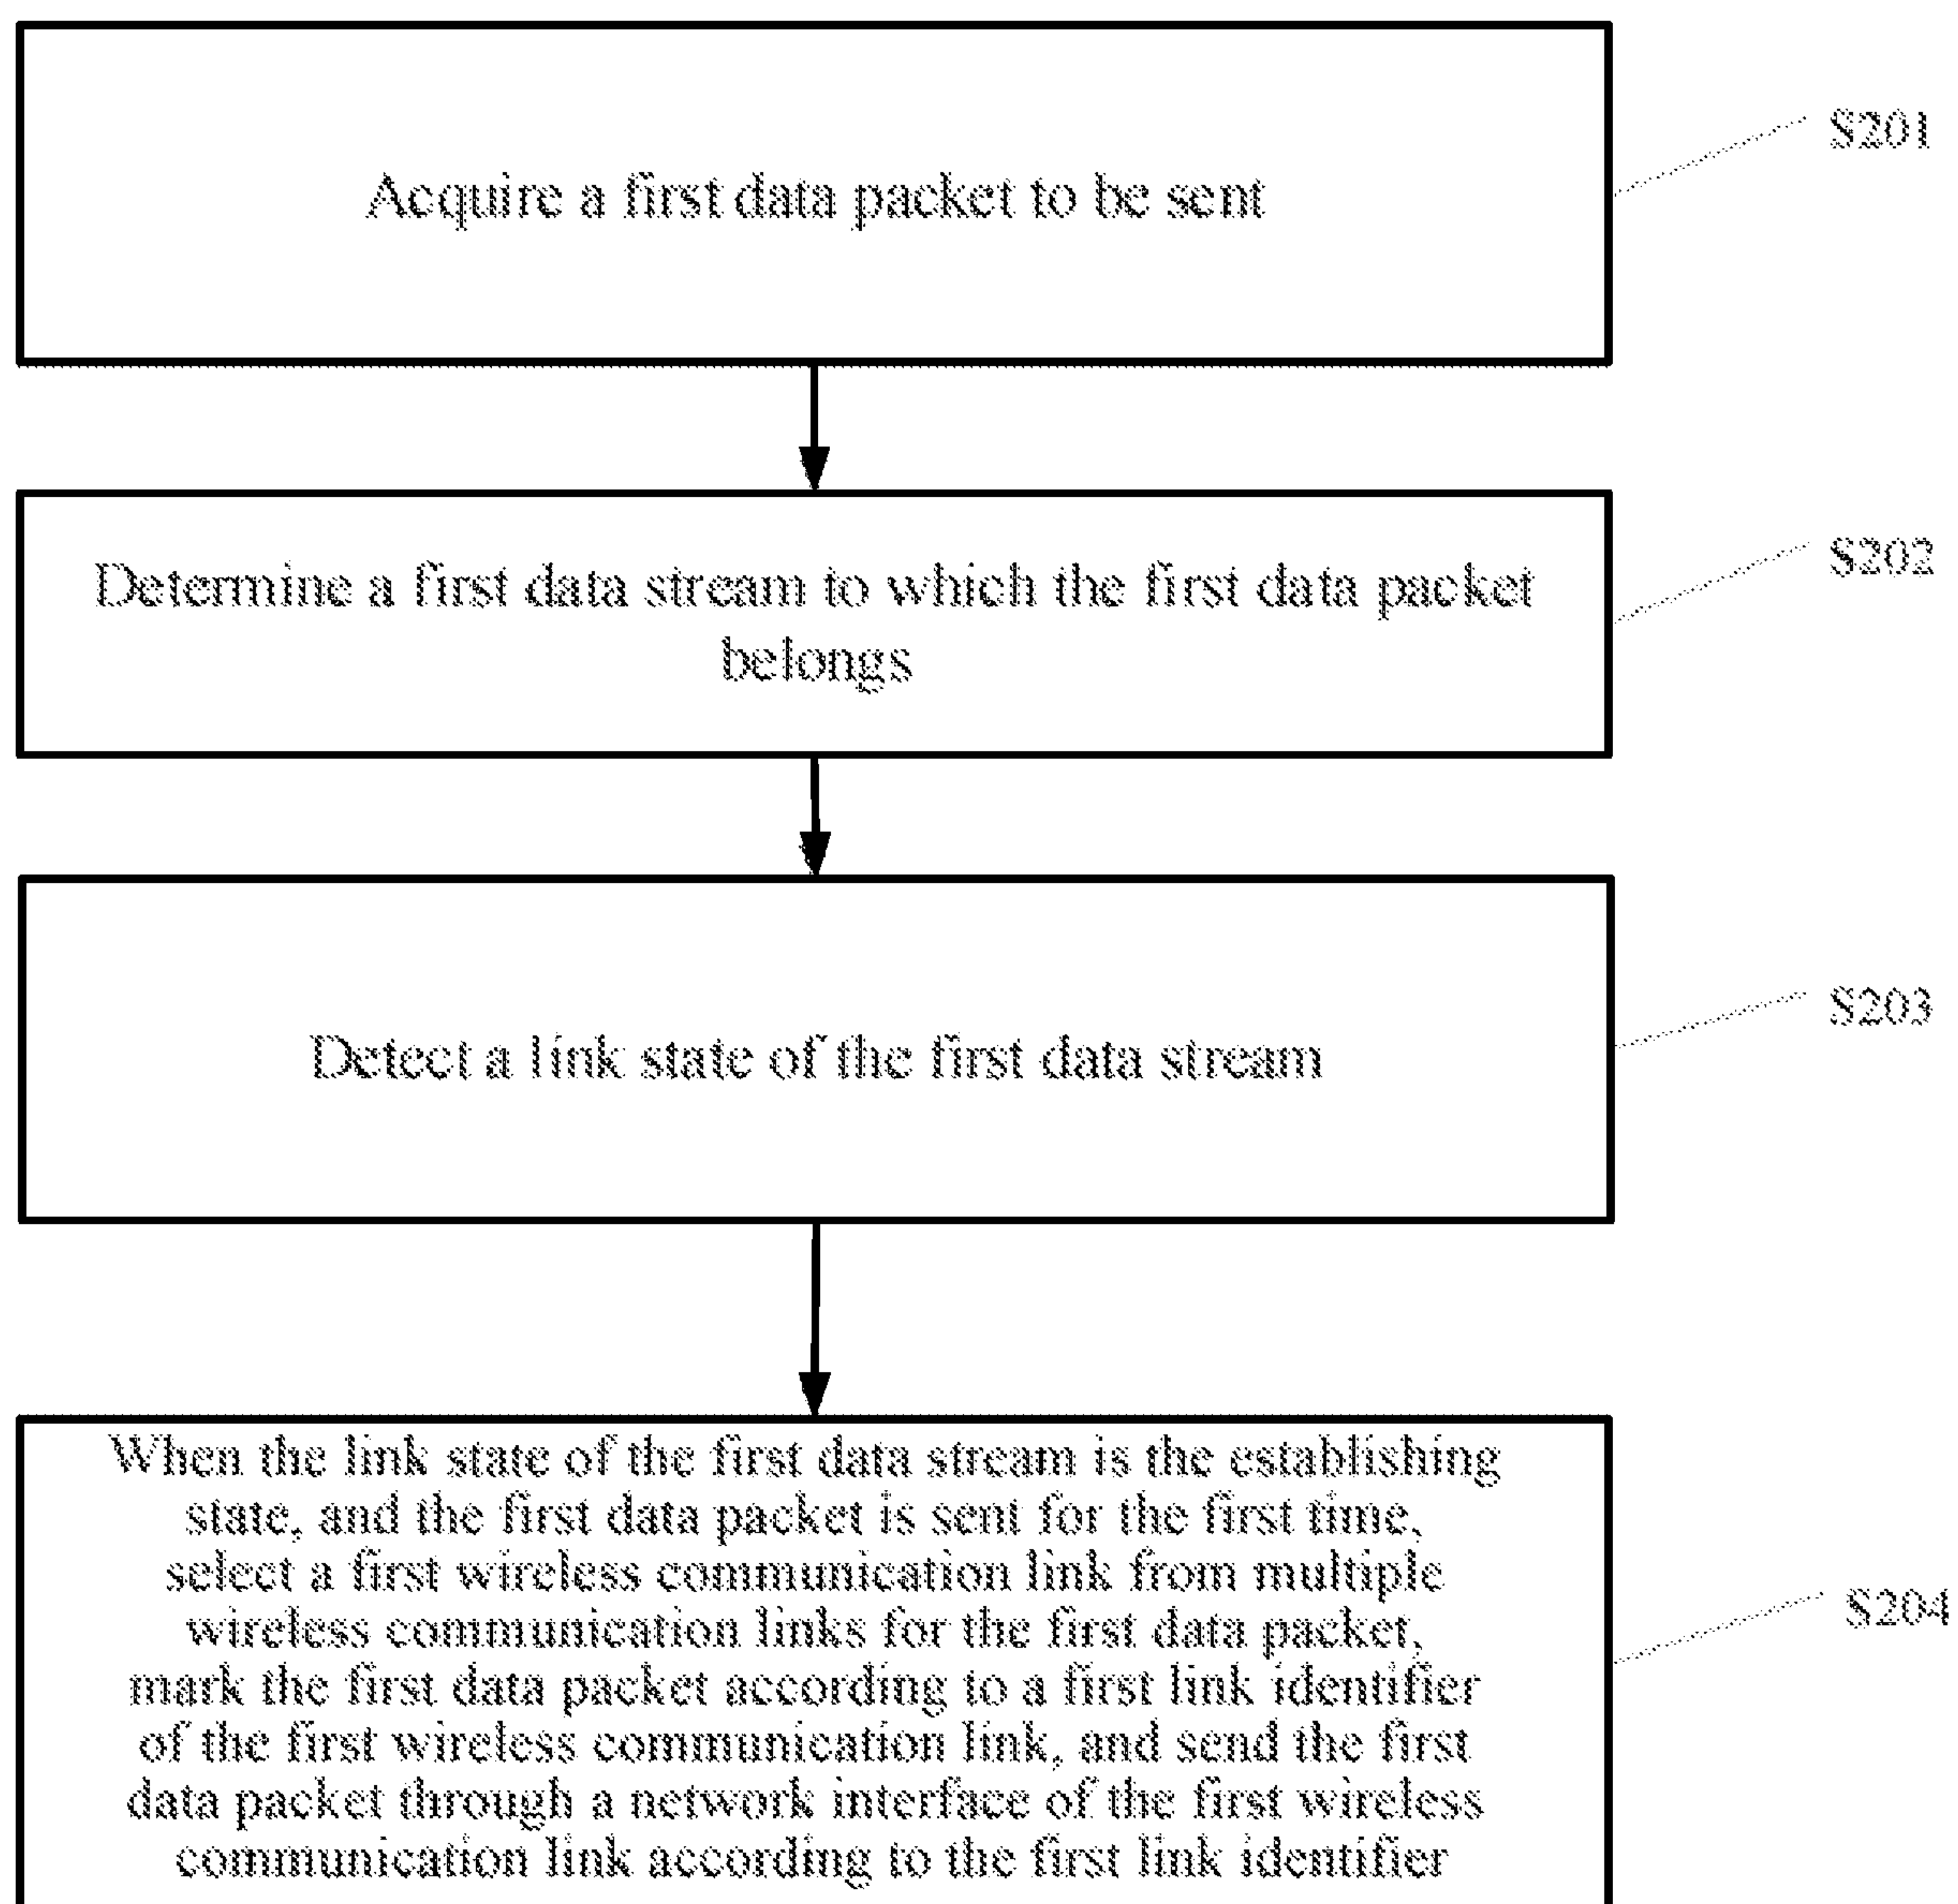 Acquire a first data packet to be sent
S201
Determine a first data stream to which the first data packet
belongs
S202
Detect a link state of the first data stream
S203
When the link state of the first data stream is the establishing
state, and the first data packet is sent for the first time,
select a first wireless communication link from multiple
wireless communication links for the first data packet,
mark the first data packet according to a first link identifier
of the first wireless communication link, and send the first
data packet through a network interface of the first wireless
communication link according to the first link identifier
S204